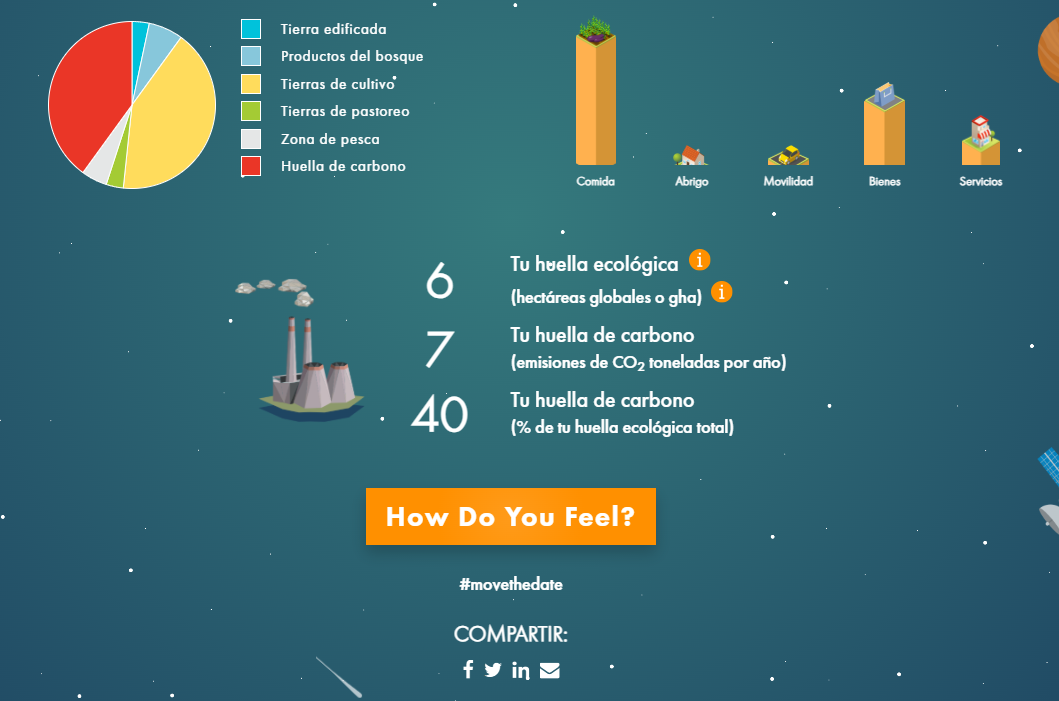 Tierra edificada
Productos del bosque
Tierras de cultivo
Tierras de pastoreo
Zona de pesca
Huella de carbono
Comida
Abrigo
Movilidad
Bienes
Servicios
6
Tu huella ecológica i
(hectáreas globales o gha) i
7
Tu huella de carbono
(emisiones de CO₂ toneladas por año)
40
Tu huella de carbono
(% de tu huella ecológica total)
How Do You Feel?
#movethedate
COMPARTIR: